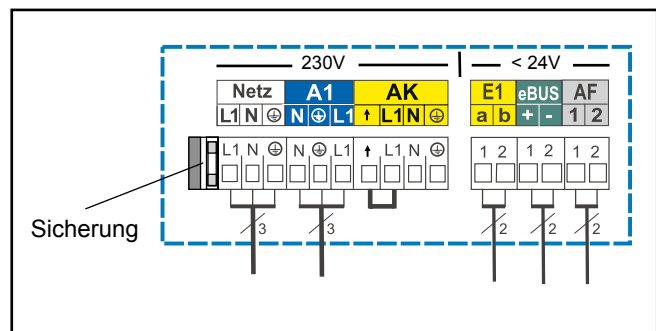 230V < 24V
Netz A1 AK E1 eBUS AF
L1 N ⏚ N ⏚ L1 ↑ L1 N ⏚ a b + - 1 2
L1 N ⏚ N ⏚ L1 ↑ L1 N ⏚ 1 2 1 2 1 2
Sicherung
3 3 2 2 2